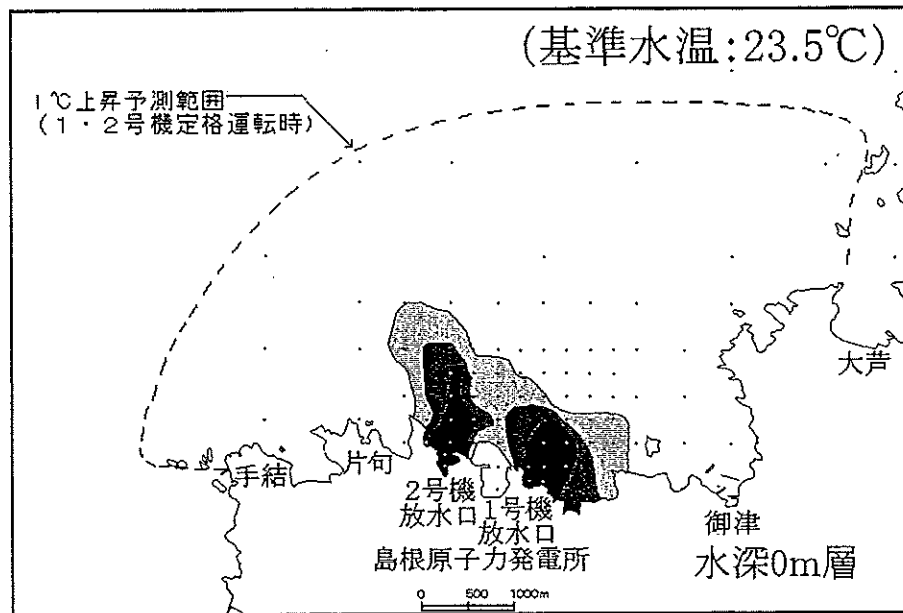 (基準水温:23.5℃)
1℃上昇予測範囲
(1・2号機定格運転時)
大芦
手結
片句
2号機
放水口
1号機
放水口
御津
島根原子力発電所
水深0m層
0 500 1000m